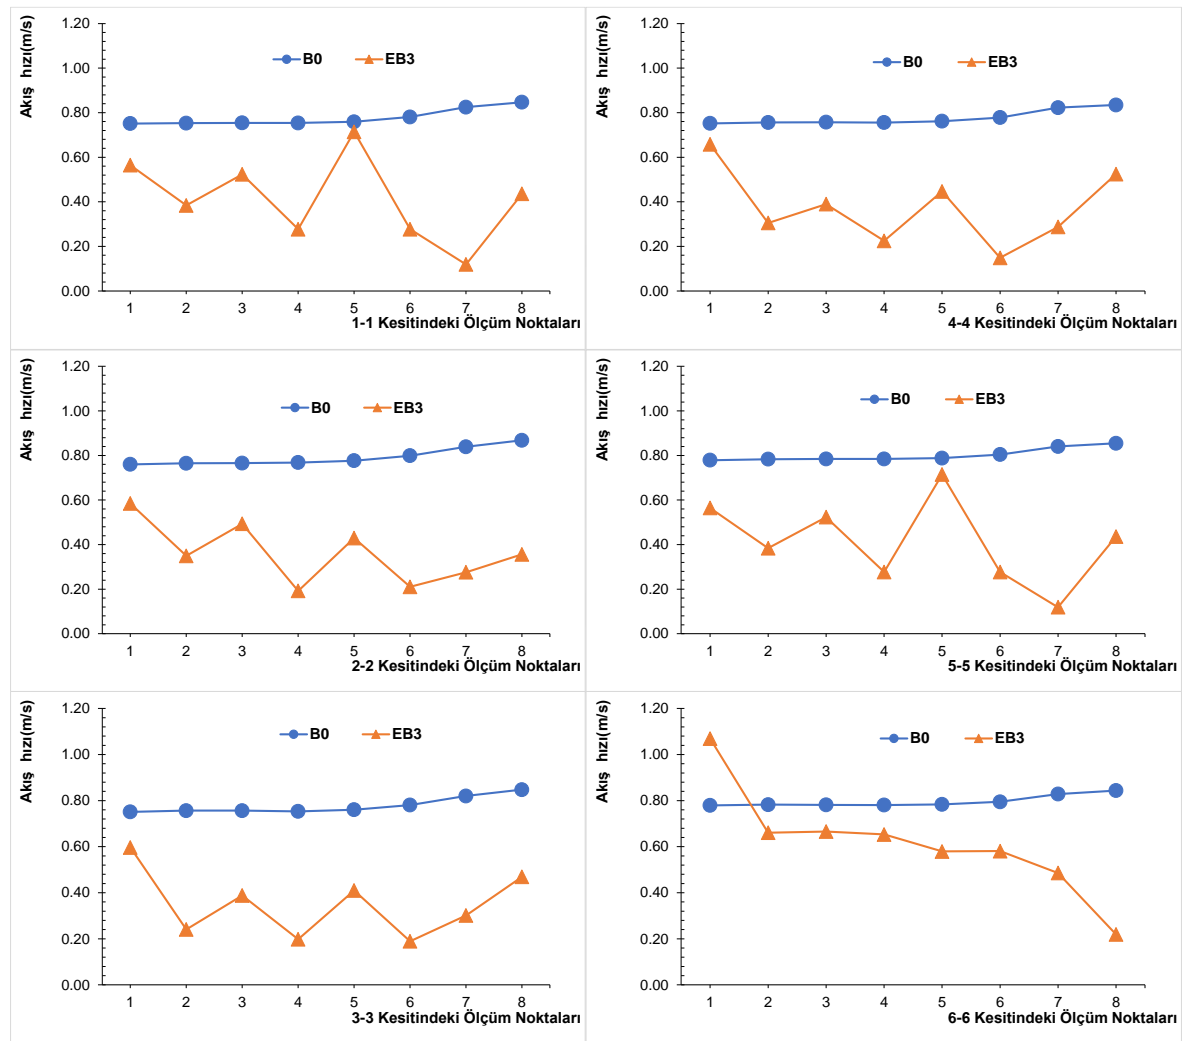 Akış hızı(m/s)
1.20
1.00
0.80
0.60
0.40
0.20
0.00
B0 EB3
1 2 3 4 5 6 7 8
1-1 Kesitindeki Ölçüm Noktaları
Akış hızı(m/s)
1.20
1.00
0.80
0.60
0.40
0.20
0.00
B0 EB3
1 2 3 4 5 6 7 8
4-4 Kesitindeki Ölçüm Noktaları
Akış hızı(m/s)
1.20
1.00
0.80
0.60
0.40
0.20
0.00
B0 EB3
1 2 3 4 5 6 7 8
2-2 Kesitindeki Ölçüm Noktaları
Akış hızı(m/s)
1.20
1.00
0.80
0.60
0.40
0.20
0.00
B0 EB3
1 2 3 4 5 6 7 8
5-5 Kesitindeki Ölçüm Noktaları
Akış hızı(m/s)
1.20
1.00
0.80
0.60
0.40
0.20
0.00
B0 EB3
1 2 3 4 5 6 7 8
3-3 Kesitindeki Ölçüm Noktaları
Akış hızı(m/s)
1.20
1.00
0.80
0.60
0.40
0.20
0.00
B0 EB3
1 2 3 4 5 6 7 8
6-6 Kesitindeki Ölçüm Noktaları